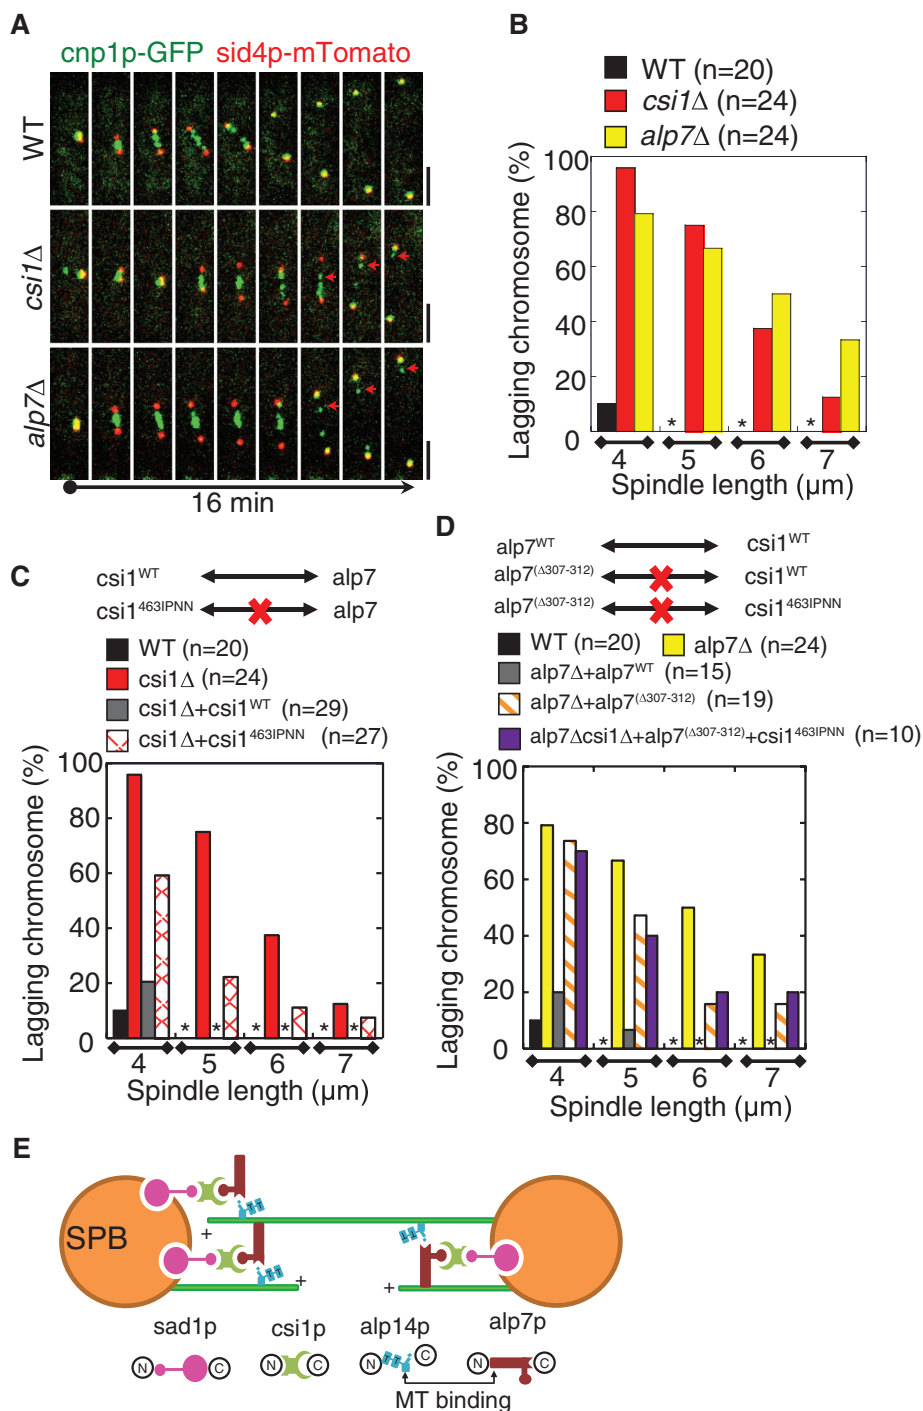 A
cnp1p-GFP sid4p-mTomato
WT
csi1Δ
alp7Δ
16 min
B
WT (n=20)
csi1Δ (n=24)
alp7Δ (n=24)
Lagging chromosome (%)
100
80
60
40
20
0
* * *
4 5 6 7
Spindle length (µm)
C
csi1WT alp7
csi1463IPNN alp7
WT (n=20)
csi1Δ (n=24)
csi1Δ+csi1WT (n=29)
csi1Δ+csi1463IPNN (n=27)
Lagging chromosome (%)
100
80
60
40
20
0
* * * * * *
4 5 6 7
Spindle length (µm)
D
alp7WT csi1WT
alp7(Δ307-312) csi1WT
alp7(Δ307-312) csi1463IPNN
WT (n=20) alp7Δ (n=24)
alp7Δ+alp7WT (n=15)
alp7Δ+alp7(Δ307-312) (n=19)
alp7Δcsi1Δ+alp7(Δ307-312)+csi1463IPNN (n=10)
Lagging chromosome (%)
100
80
60
40
20
0
* * * * *
4 5 6 7
Spindle length (µm)
E
SPB
+
+
+
sad1p csi1p alp14p alp7p
N C N C N C N C
MT binding